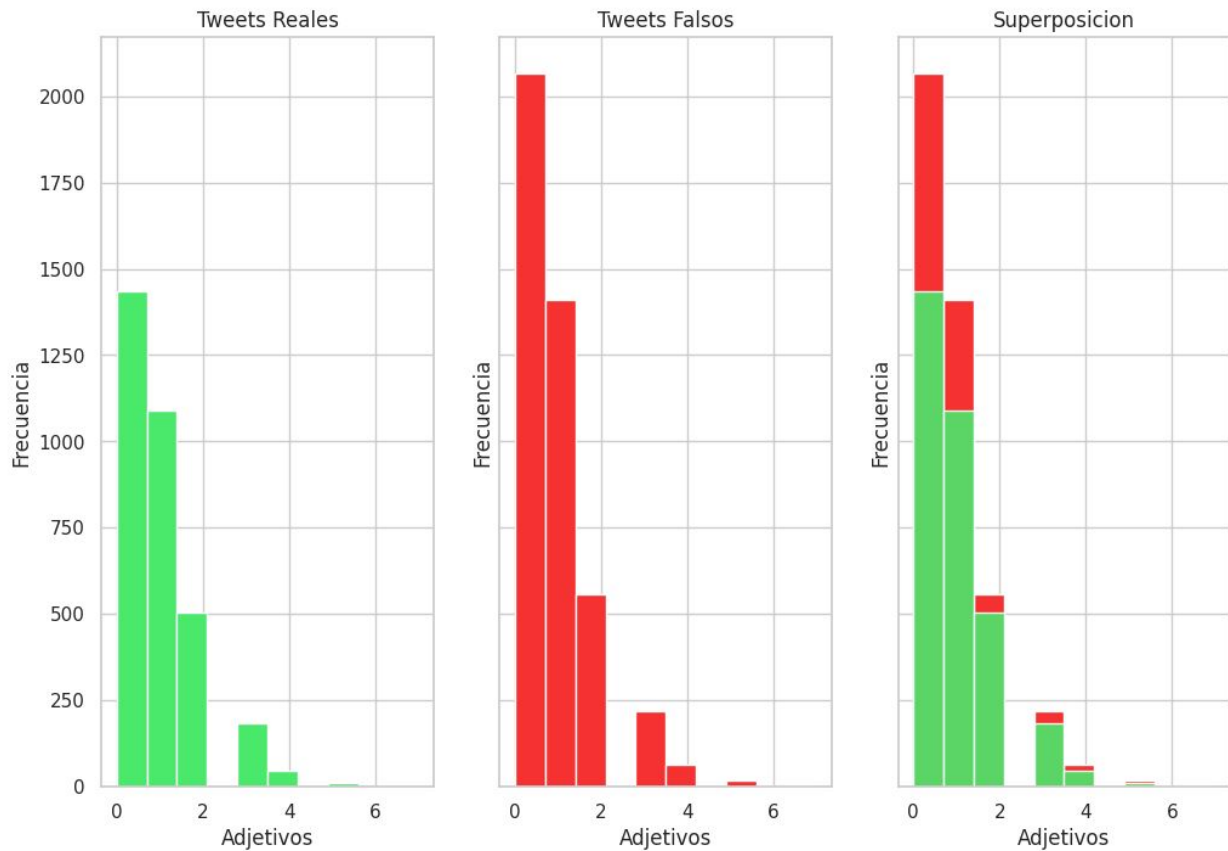 Tweets Reales
Tweets Falsos
Superposicion
2000
1750
1500
1250
1000
750
500
250
0
Frecuencia
Frecuencia
Frecuencia
0 2 4 6
0 2 4 6
0 2 4 6
Adjetivos
Adjetivos
Adjetivos